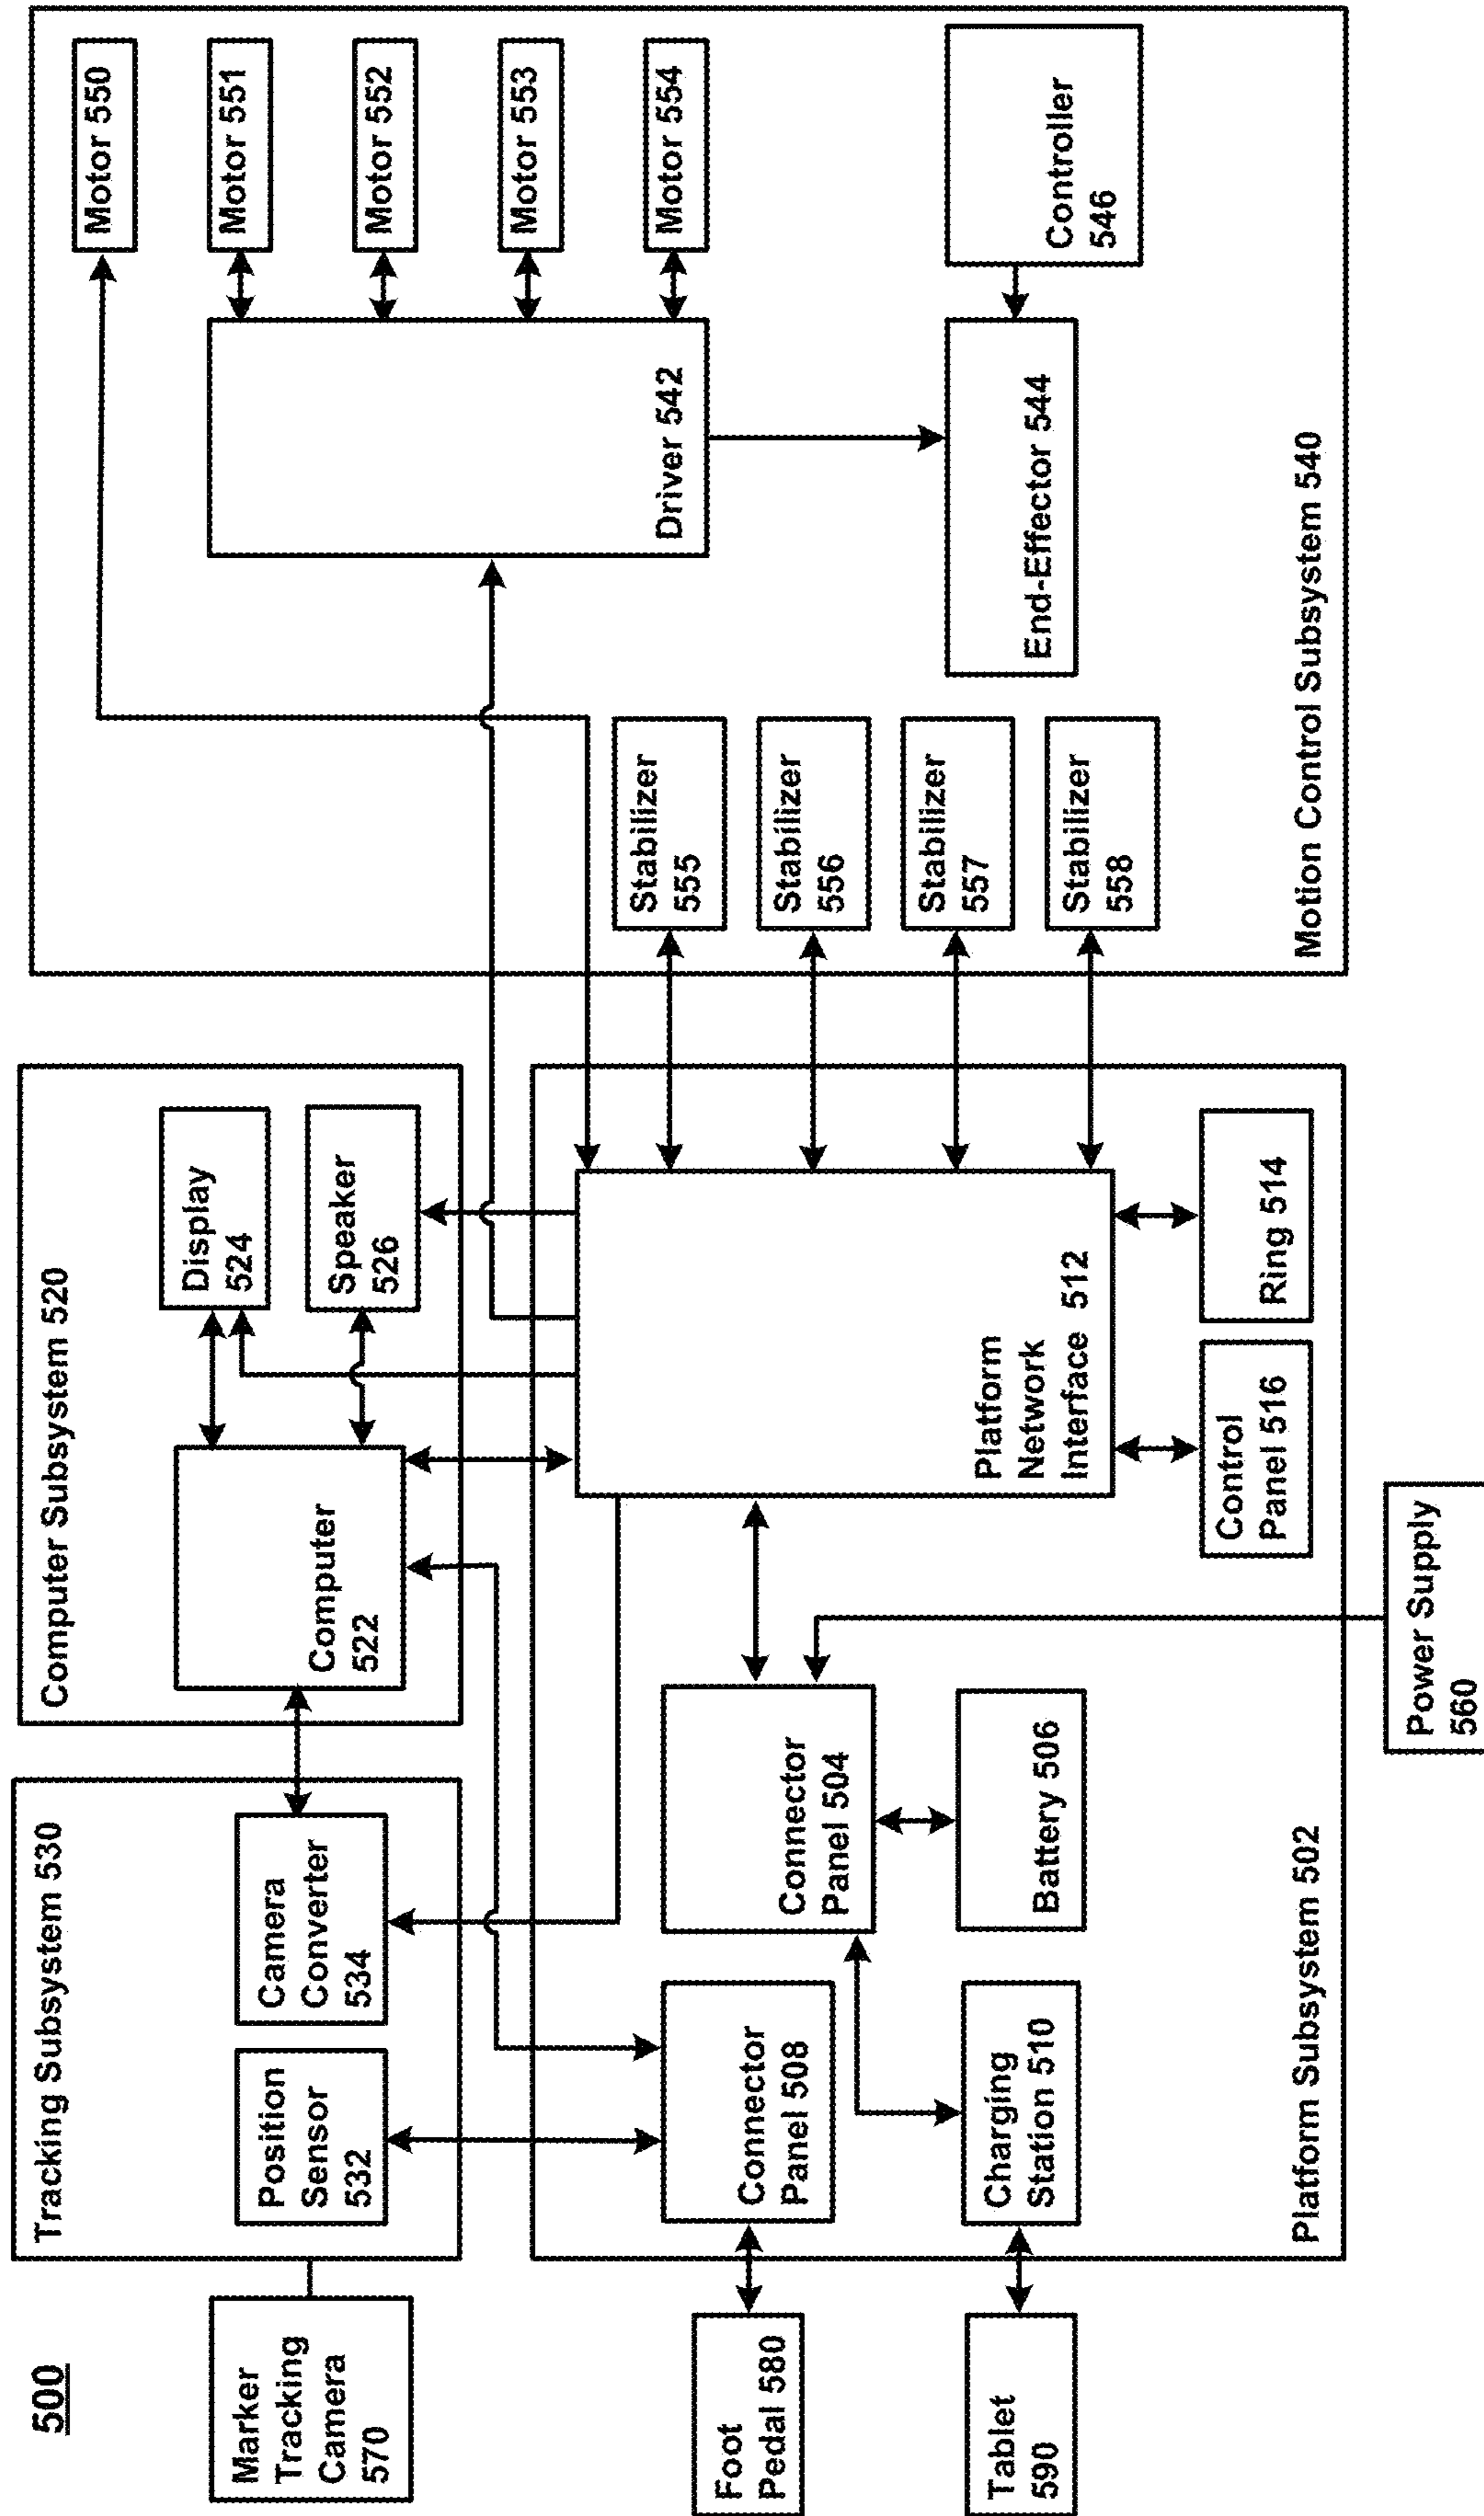 500
Marker
Tracking
Camera
570
Tracking Subsystem 530
Position
Sensor
532
Camera
Converter
534
Computer Subsystem 520
Computer
522
Display
524
Speaker
526
Motor 550
Motor 551
Motor 552
Motor 553
Motor 554
Driver 542
End-Effector 544
Controller
546
Stabilizer
555
Stabilizer
556
Stabilizer
557
Stabilizer
558
Motion Control Subsystem 540
Foot
Pedal 580
Tablet
590
Connector
Panel 508
Charging
Station 510
Connector
Panel 504
Battery 506
Platform
Network
Interface 512
Control
Panel 516
Ring 514
Platform Subsystem 502
Power Supply
560